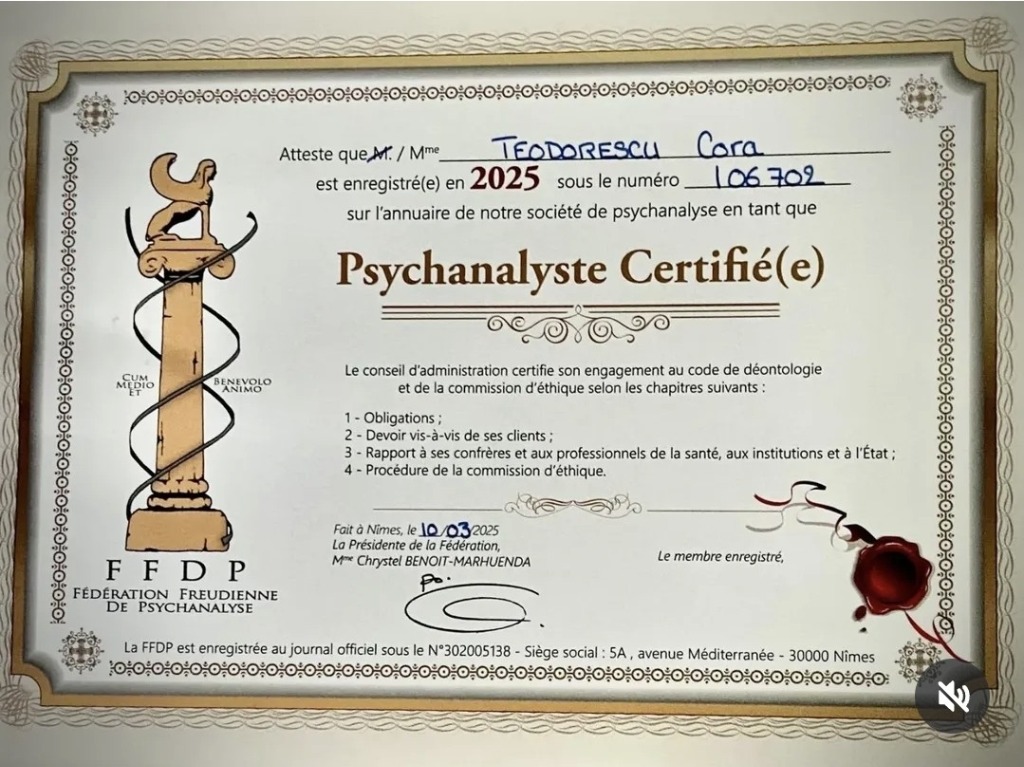 Atteste que M. / Mme TEODORESCU Cora
est enregistré(e) en 2025 sous le numéro 106702
sur l'annuaire de notre société de psychanalyse en tant que
Psychanalyste Certifié(e)
Le conseil d'administration certifie son engagement au code de déontologie
et de la commission d'éthique selon les chapitres suivants :
1 - Obligations ;
2 - Devoir vis-à-vis de ses clients ;
3 - Rapport à ses confrères et aux professionnels de la santé, aux institutions et à l'État ;
4 - Procédure de la commission d'éthique.
CUM
MEDIO
ET
BENEVOLO
ANIMO
FFDP
FÉDÉRATION FREUDIENNE
DE PSYCHANALYSE
Fait à Nîmes, le 10/03/2025
La Présidente de la Fédération,
Mme Chrystel BENOIT-MARHUENDA
po.
Le membre enregistré,
La FFDP est enregistrée au journal officiel sous le N°302005138 - Siège social : 5A , avenue Méditerranée - 30000 Nîmes